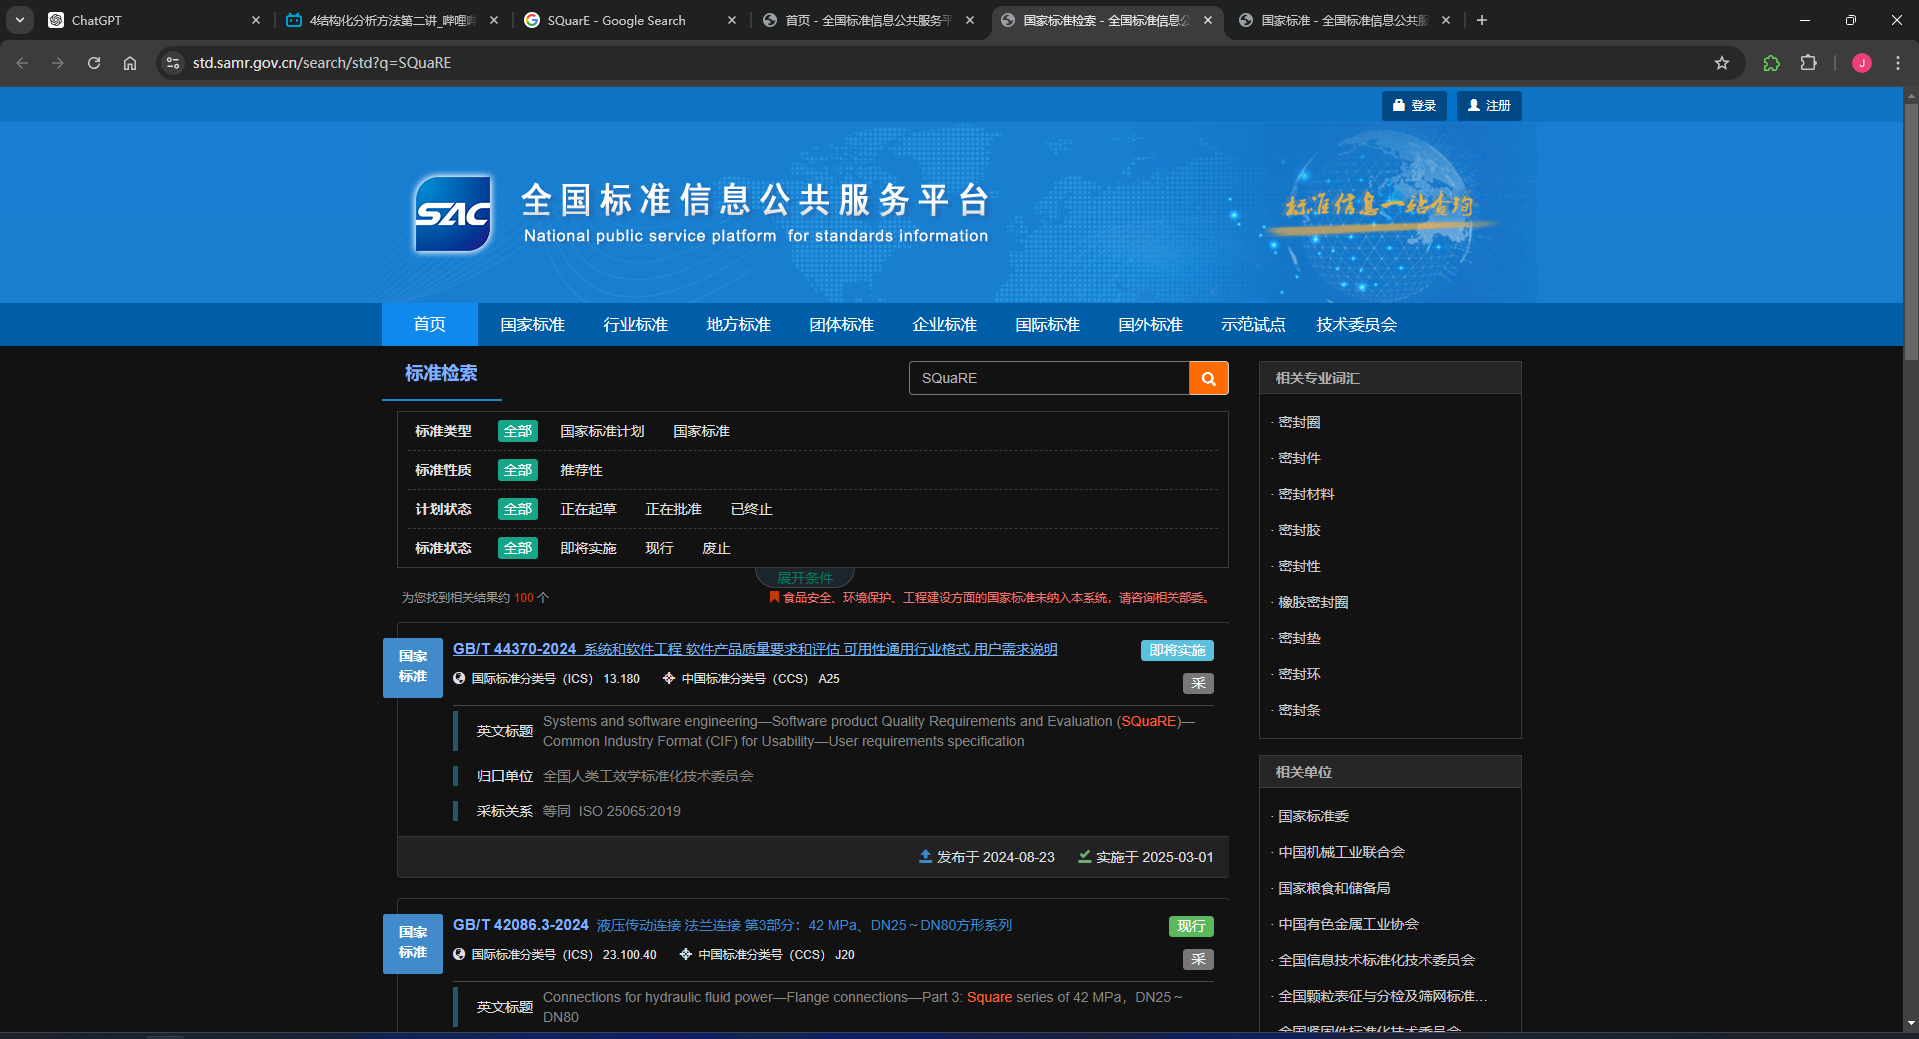 ChatGPT
4结构化分析方法第二讲_哔哩哔
SQuarE - Google Search
首页 - 全国标准信息公共服务平
国家标准检索 - 全国标准信息公
国家标准 - 全国标准信息公共服
std.samr.gov.cn/search/std?q=SQuaRE
J
登录
注册
SAC
全国标准信息公共服务平台
National public service platform for standards information
标准信息一站查询
首页
国家标准
行业标准
地方标准
团体标准
企业标准
国际标准
国外标准
示范试点
技术委员会
标准检索
SQuaRE
标准类型 全部 国家标准计划 国家标准
标准性质 全部 推荐性
计划状态 全部 正在起草 正在批准 已终止
标准状态 全部 即将实施 现行 废止
展开条件
为您找到相关结果约 100 个
食品安全、环境保护、工程建设方面的国家标准未纳入本系统，请咨询相关部委。
国家
标准
GB/T 44370-2024 系统和软件工程 软件产品质量要求和评估 可用性通用行业格式 用户需求说明
即将实施
国际标准分类号（ICS） 13.180 中国标准分类号（CCS） A25
采
英文标题
Systems and software engineering—Software product Quality Requirements and Evaluation (SQuaRE)—
Common Industry Format (CIF) for Usability—User requirements specification
归口单位 全国人类工效学标准化技术委员会
采标关系 等同 ISO 25065:2019
发布于 2024-08-23 实施于 2025-03-01
国家
标准
GB/T 42086.3-2024 液压传动连接 法兰连接 第3部分：42 MPa、DN25～DN80方形系列
现行
国际标准分类号（ICS） 23.100.40 中国标准分类号（CCS） J20
采
英文标题
Connections for hydraulic fluid power—Flange connections—Part 3: Square series of 42 MPa，DN25～
DN80
相关专业词汇
· 密封圈
· 密封件
· 密封材料
· 密封胶
· 密封性
· 橡胶密封圈
· 密封垫
· 密封环
· 密封条
相关单位
· 国家标准委
· 中国机械工业联合会
· 国家粮食和储备局
· 中国有色金属工业协会
· 全国信息技术标准化技术委员会
· 全国颗粒表征与分检及筛网标准...
· 全国紧固件标准化技术委员会